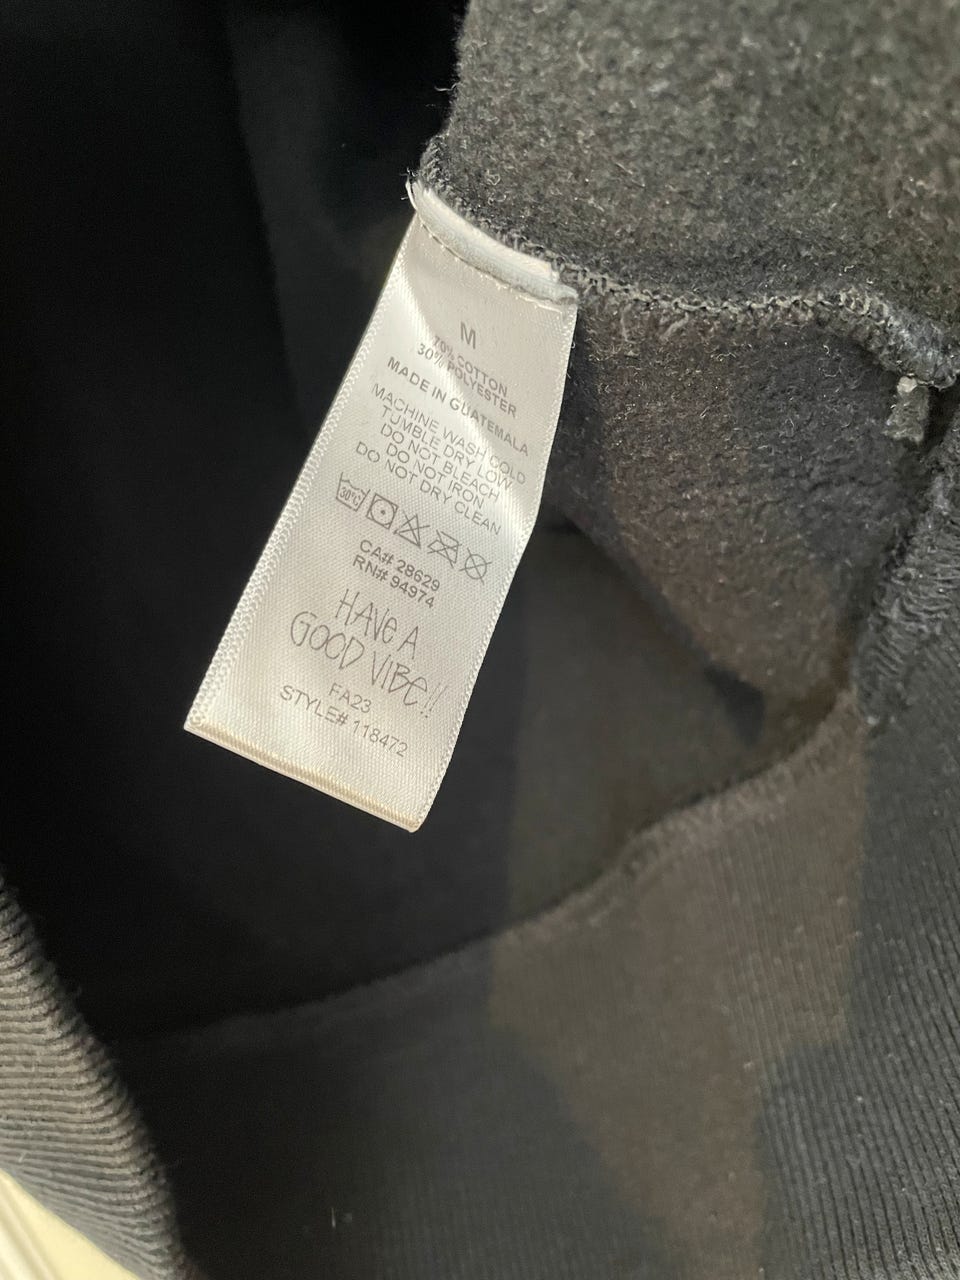 M
70% COTTON
30% POLYESTER
MADE IN GUATEMALA
MACHINE WASH COLD
TUMBLE DRY LOW
DO NOT BLEACH
DO NOT IRON
DO NOT DRY CLEAN
30°C
CA# 28629
RN# 94974
HAVE A
GOOD VIBE!!
FA23
STYLE# 118472